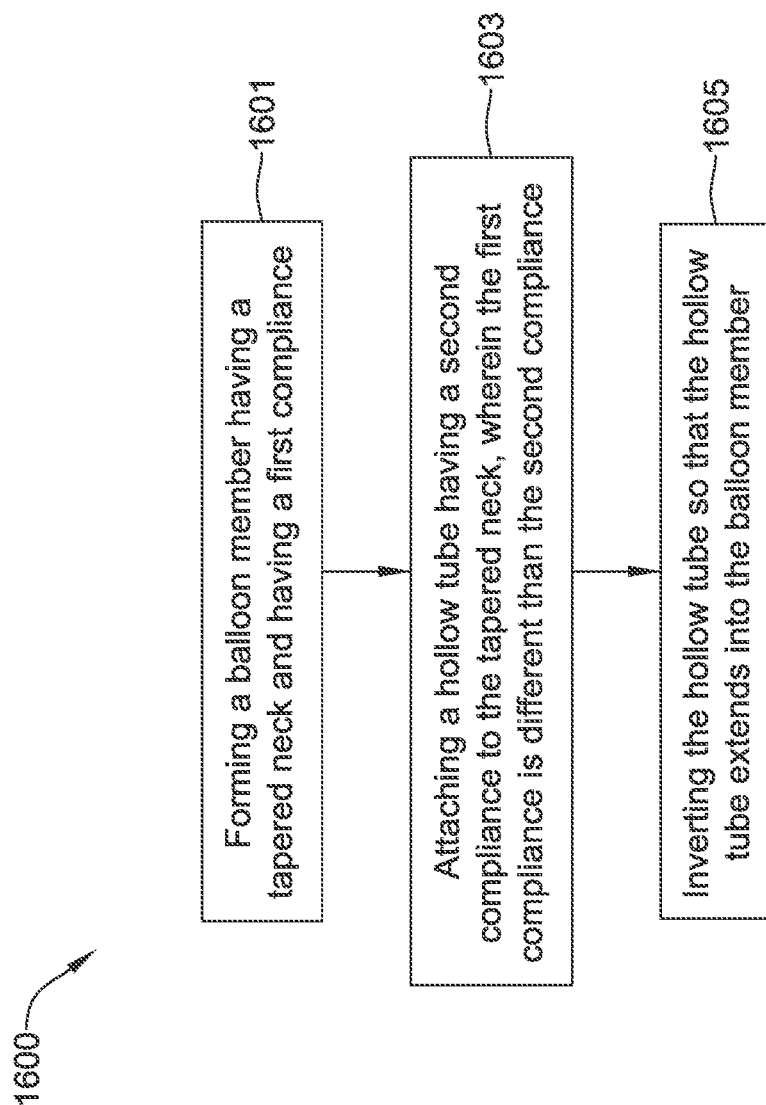 1600
Forming a balloon member having a
tapered neck and having a first compliance
1601
Attaching a hollow tube having a second
compliance to the tapered neck, wherein the first
compliance is different than the second compliance
1603
Inverting the hollow tube so that the hollow
tube extends into the balloon member
1605